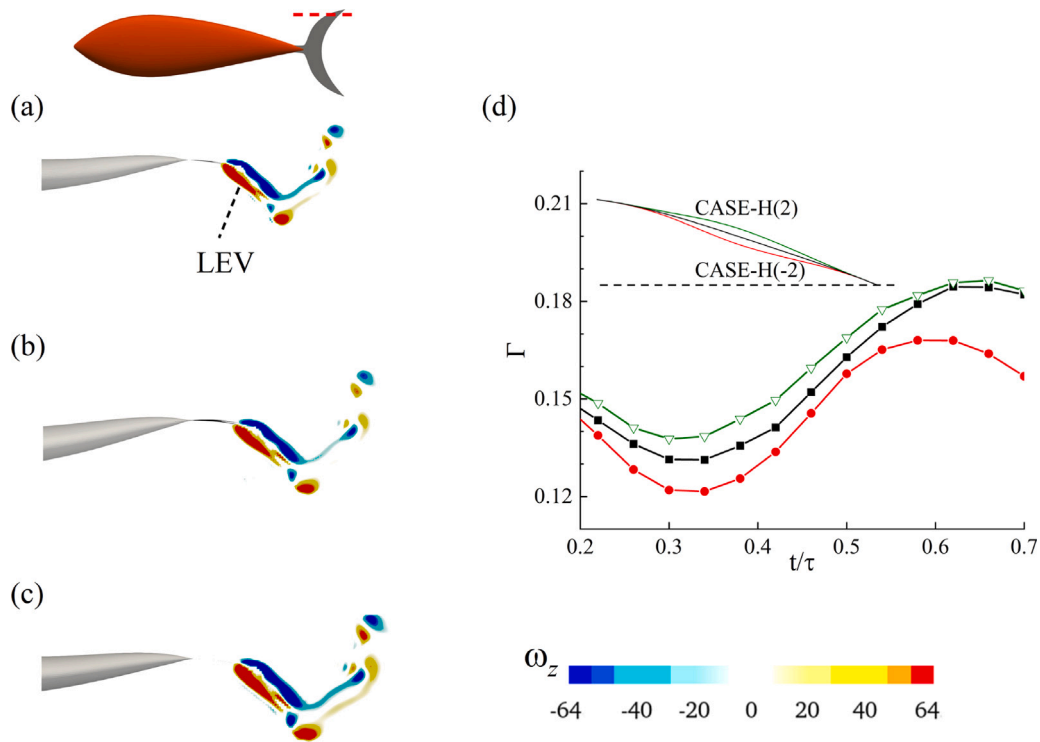 (a)
LEV
(b)
(c)
(d)
Γ
0.21
0.18
0.15
0.12
CASE-H(2)
CASE-H(-2)
0.2 0.3 0.4 0.5 0.6 0.7
t/τ
ω_z
-64 -40 -20 0 20 40 64